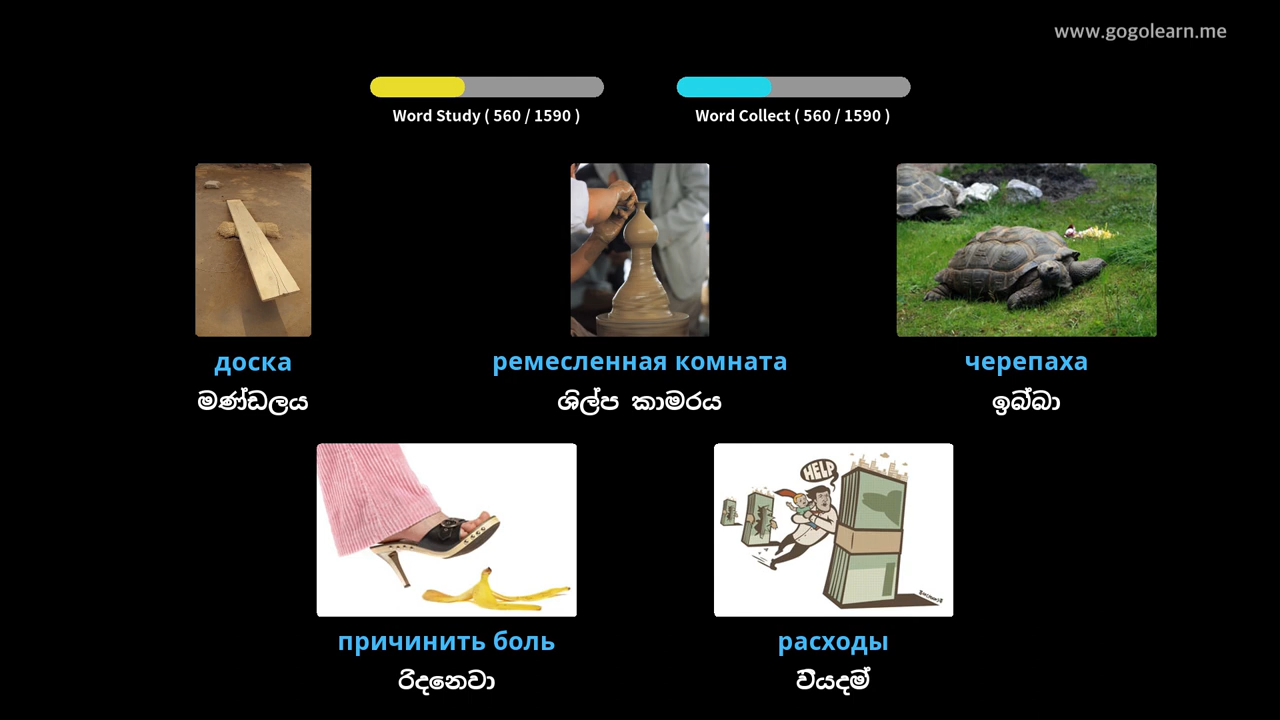 www.gogolearn.me
Word Study ( 560 / 1590 )
Word Collect ( 560 / 1590 )
доска
මණ්ඩලය
ремесленная комната
ශිල්ප කාමරය
черепаха
ඉබ්බා
HELP
причинить боль
රිදනෙවා
расходы
වියදම්